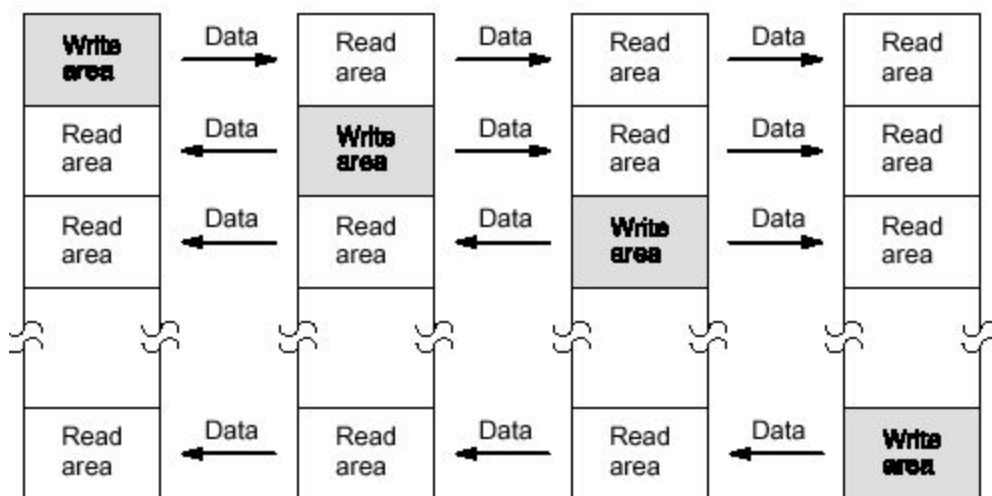 Write Data Read Data Read Data Read
area area area area
Read Data Write Data Read Data Read
area area area area
Read Data Read Data Write Data Read
area area area area
Read Data Read Data Read Data Write
area area area area